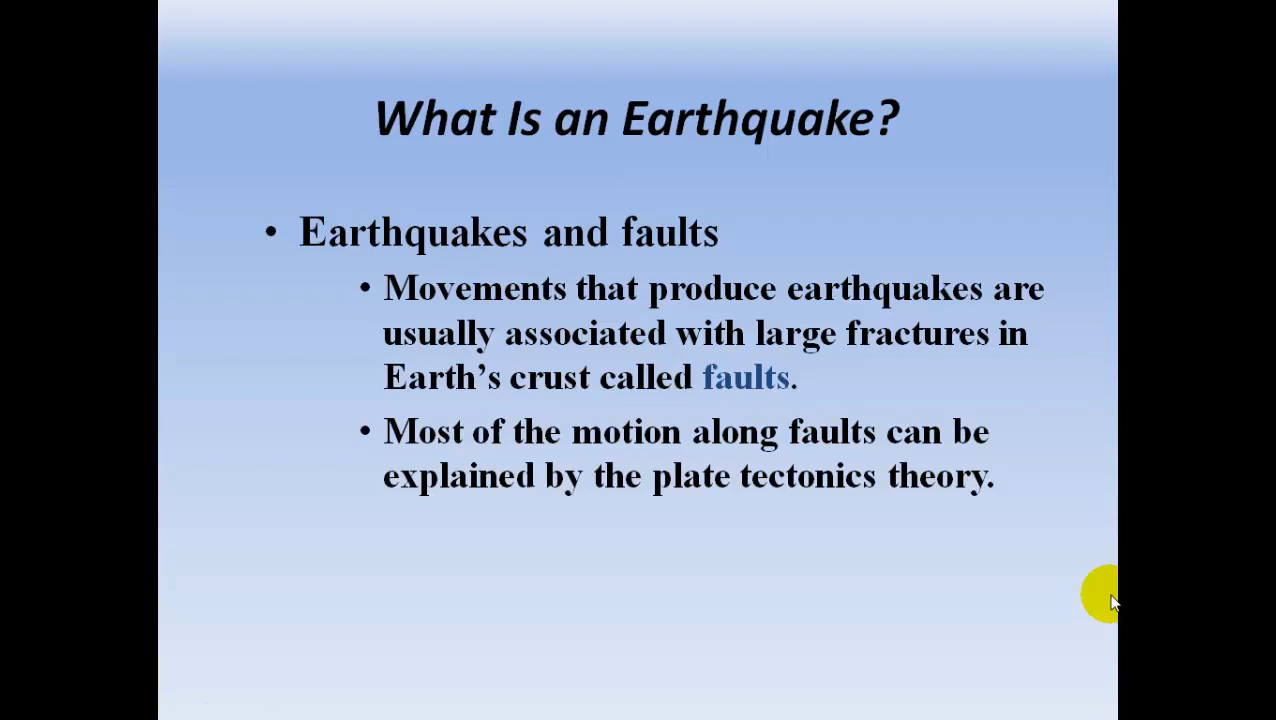 What Is an Earthquake?
• Earthquakes and faults
• Movements that produce earthquakes are
usually associated with large fractures in
Earth’s crust called faults.
• Most of the motion along faults can be
explained by the plate tectonics theory.